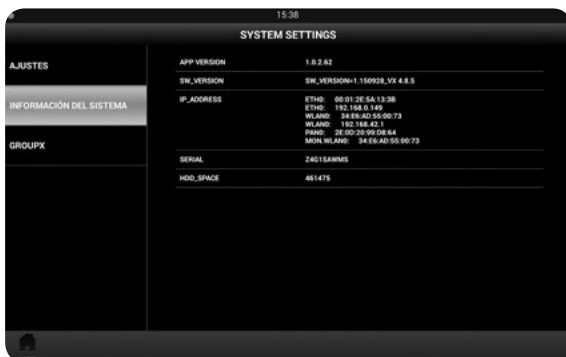 15:38
SYSTEM SETTINGS
AJUSTES
INFORMACIÓN DEL SISTEMA
GROUPX
APP VERSION 1.0.2.62
SW_VERSION SW_VERSION=1.150928_VX 4.8.5
IP_ADDRESS ETH0: 00:01:2E:5A:13:3B
ETH0: 192.168.0.149
WLAN0: 34:E6:AD:55:00:73
WLAN0: 192.168.42.1
PAN0: 2E:00:20:99:D8:64
MON.WLAN0: 34:E6:AD:55:00:73
SERIAL Z4G1SAWMS
HDD_SPACE 461475